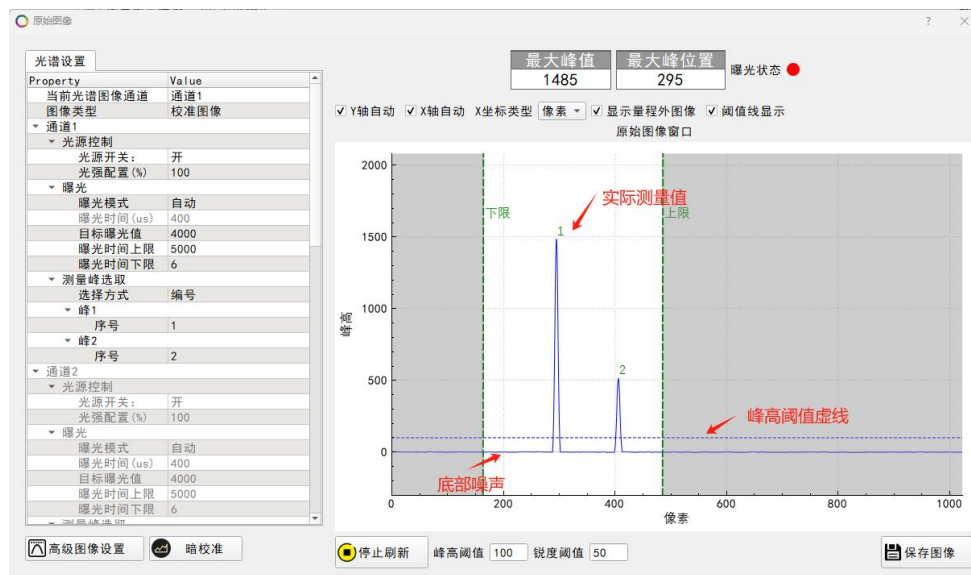 原始图像
光谱设置
Property Value
当前光谱图像通道 通道1
图像类型 校准图像
通道1
光源控制
光源开关: 开
光强配置(%) 100
曝光
曝光模式 自动
曝光时间(us) 400
目标曝光值 4000
曝光时间上限 5000
曝光时间下限 6
测量峰选取
选择方式 编号
峰1
序号 1
峰2
序号 2
通道2
光源控制
光源开关: 开
光强配置(%) 100
曝光
曝光模式 自动
曝光时间(us) 400
目标曝光值 4000
曝光时间上限 5000
曝光时间下限 6
高级图像设置 暗校准
最大峰值 最大峰位置
1485 295
曝光状态
Y轴自动 X轴自动 X坐标类型 像素 显示量程外图像 阈值线显示
原始图像窗口
2000
1500
1000
500
0
峰高
下限
上限
实际测量值
1
2
峰高阈值虚线
底部噪声
0 200 400 600 800 1000
像素
停止刷新 峰高阈值 100 锐度阈值 50
保存图像